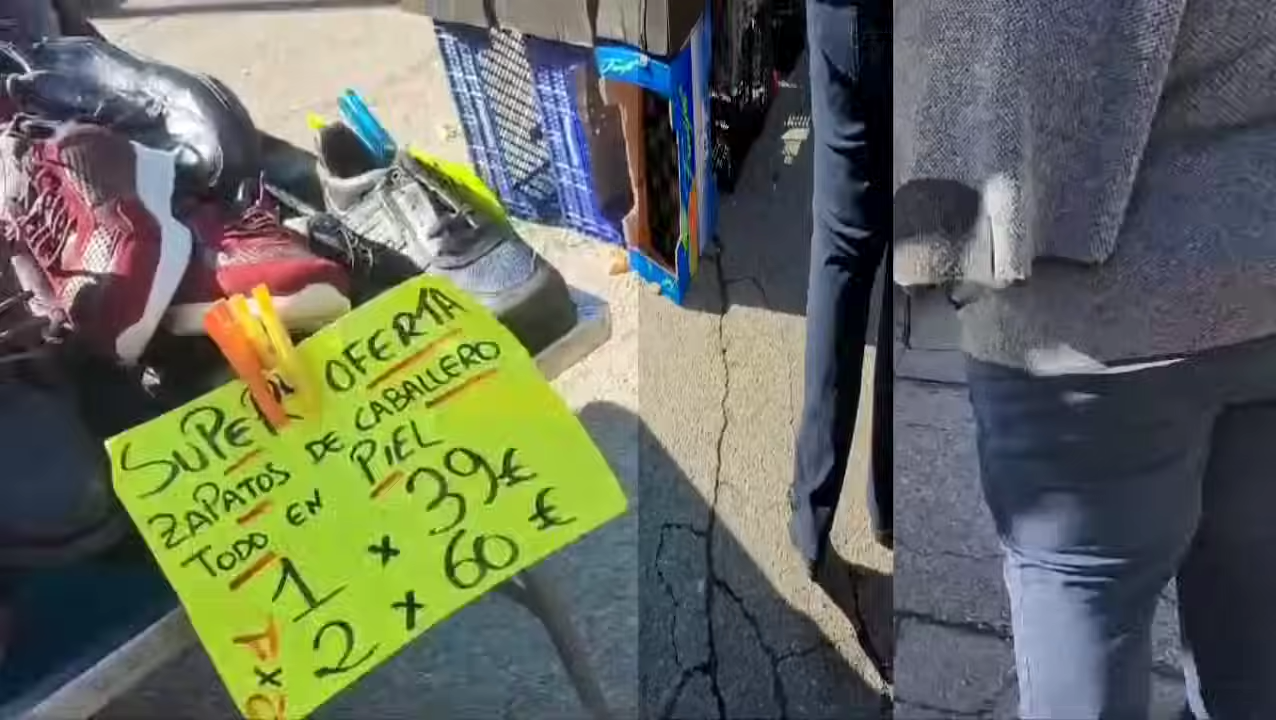 SUPER OFERTA
ZAPATOS DE CABALLERO
TODO EN PIEL
1 x 39€
2 x 60€